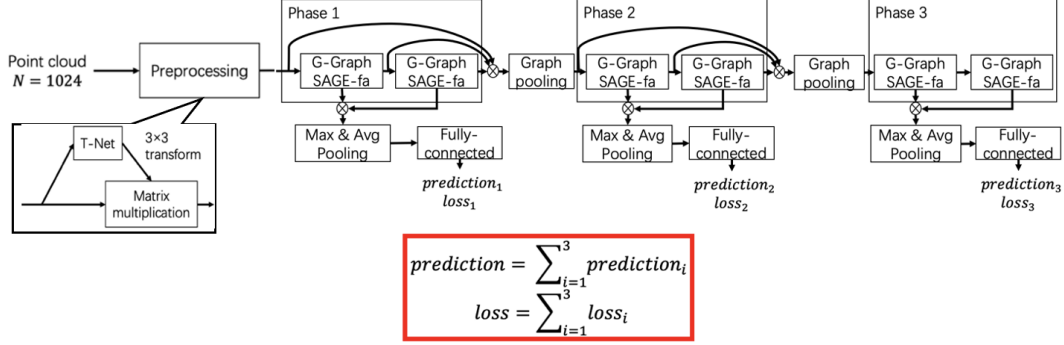 Phase 1
Phase 2
Phase 3
Point cloud
N = 1024
Preprocessing
G-Graph
SAGE-fa
G-Graph
SAGE-fa
Graph
pooling
G-Graph
SAGE-fa
G-Graph
SAGE-fa
Graph
pooling
G-Graph
SAGE-fa
G-Graph
SAGE-fa
T-Net
3×3
transform
Matrix
multiplication
Max & Avg
Pooling
Fully-
connected
prediction₁
loss₁
Max & Avg
Pooling
Fully-
connected
prediction₂
loss₂
Max & Avg
Pooling
Fully-
connected
prediction₃
loss₃
prediction = ∑³ᵢ₌₁ predictionᵢ
loss = ∑³ᵢ₌₁ lossᵢ